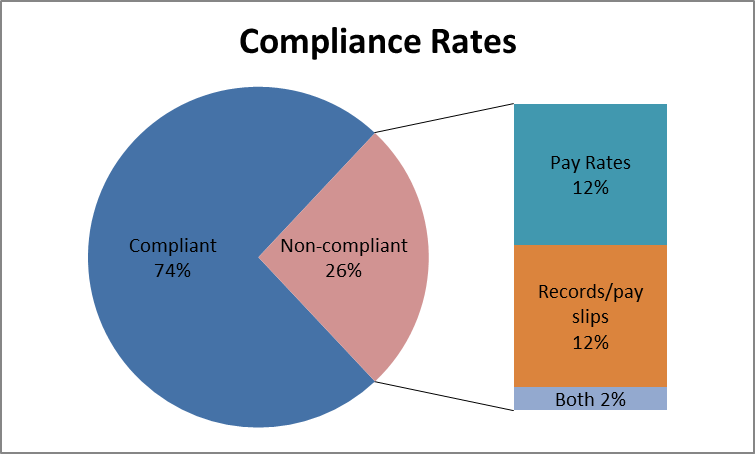 Compliance Rates
Compliant
74%
Non-compliant
26%
Pay Rates
12%
Records/pay
slips
12%
Both 2%